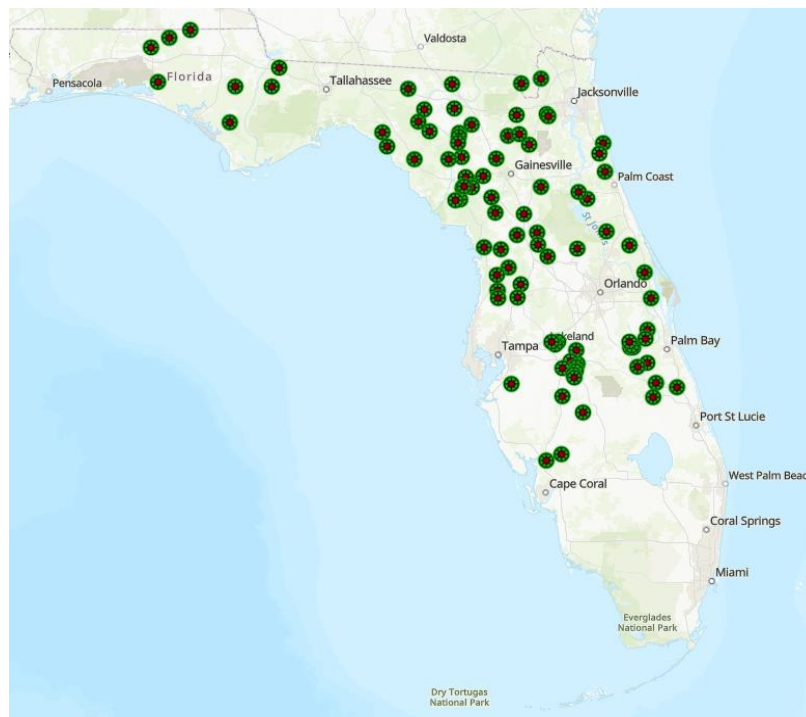 Valdosta
Pensacola
Florida
Tallahassee
Jacksonville
Gainesville
Palm Coast
St Johns
Orlando
Lakeland
Tampa
Palm Bay
Port St Lucie
Cape Coral
West Palm Beac
Coral Springs
Miami
Everglades
National Park
Dry Tortugas
National Park